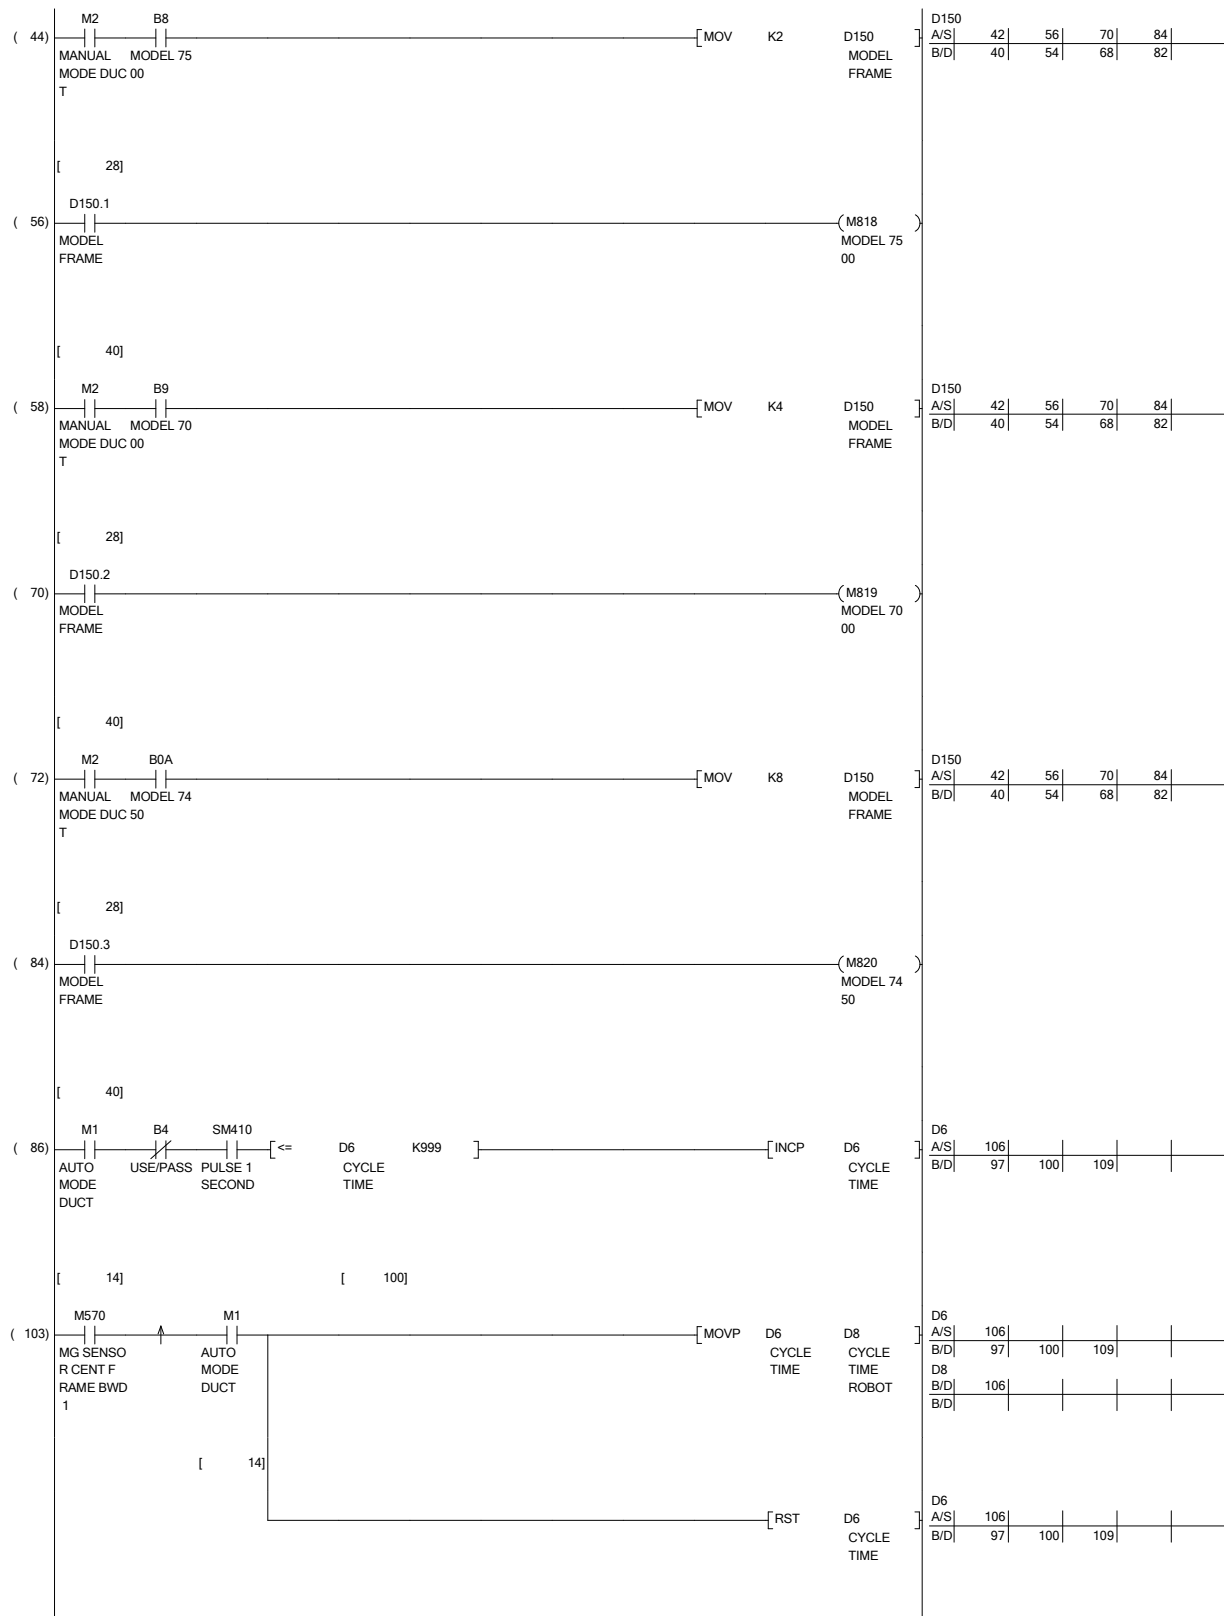 M2 B8 D150
( 44) [MOV K2 D150 ] A/S 42 56 70 84
MANUAL MODEL 75 MODEL B/D 40 54 68 82
MODE DUC 00 FRAME
T
[ 28]
D150.1
( 56) (M818 )
MODEL MODEL 75
FRAME 00
[ 40]
M2 B9 D150
( 58) [MOV K4 D150 ] A/S 42 56 70 84
MANUAL MODEL 70 MODEL B/D 40 54 68 82
MODE DUC 00 FRAME
T
[ 28]
D150.2
( 70) (M819 )
MODEL MODEL 70
FRAME 00
[ 40]
M2 B0A D150
( 72) [MOV K8 D150 ] A/S 42 56 70 84
MANUAL MODEL 74 MODEL B/D 40 54 68 82
MODE DUC 50 FRAME
T
[ 28]
D150.3
( 84) (M820 )
MODEL MODEL 74
FRAME 50
[ 40]
M1 B4 SM410 D6
( 86) [<= D6 K999 ] [INCP D6 ] A/S 106
AUTO USE/PASS PULSE 1 CYCLE CYCLE B/D 97 100 109
MODE SECOND TIME TIME
DUCT
[ 14] [ 100]
M570 M1 D6
( 103) [MOVP D6 D8 ] A/S 106
MG SENSO AUTO CYCLE CYCLE B/D 97 100 109
R CENT F MODE TIME TIME D8
RAME BWD DUCT ROBOT B/D 106
1 B/D
[ 14]
D6
[RST D6 ] A/S 106
CYCLE B/D 97 100 109
TIME